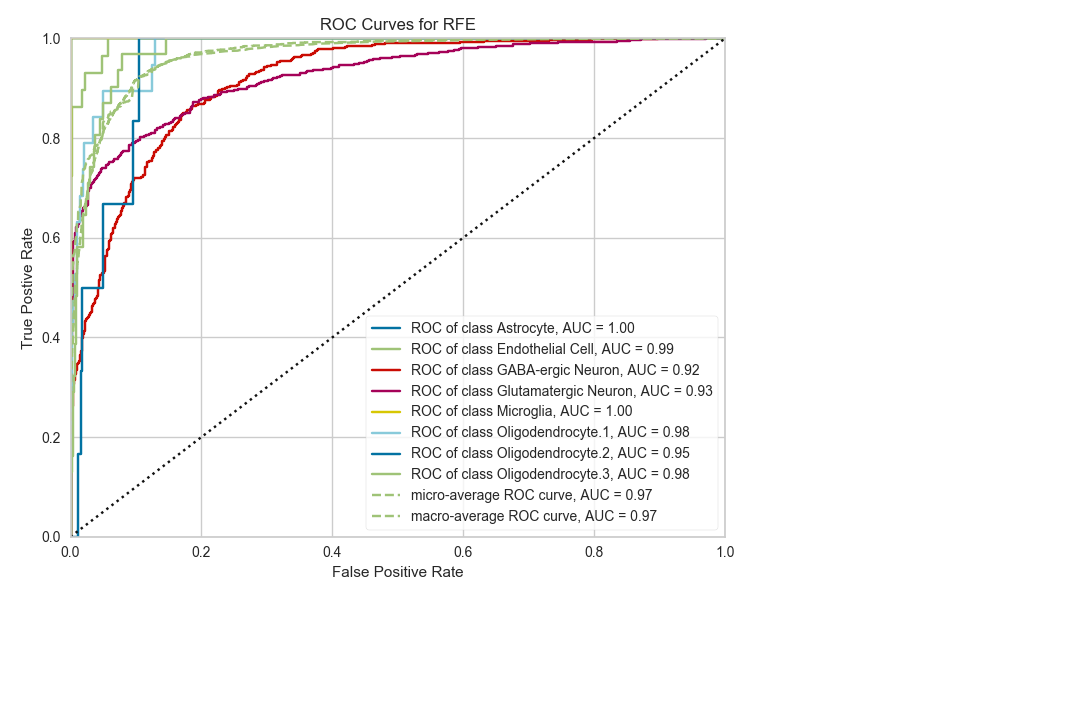 ROC Curves for RFE
1.0
0.8
0.6
0.4
0.2
0.0
True Postive Rate
ROC of class Astrocyte, AUC = 1.00
ROC of class Endothelial Cell, AUC = 0.99
ROC of class GABA-ergic Neuron, AUC = 0.92
ROC of class Glutamatergic Neuron, AUC = 0.93
ROC of class Microglia, AUC = 1.00
ROC of class Oligodendrocyte.1, AUC = 0.98
ROC of class Oligodendrocyte.2, AUC = 0.95
ROC of class Oligodendrocyte.3, AUC = 0.98
micro-average ROC curve, AUC = 0.97
macro-average ROC curve, AUC = 0.97
0.0 0.2 0.4 0.6 0.8 1.0
False Positive Rate